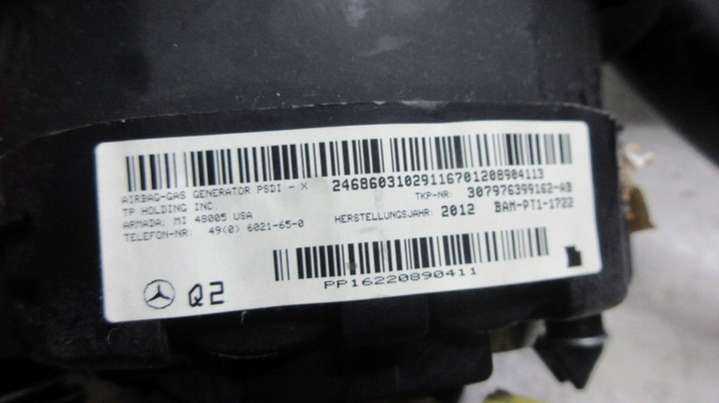 AIRBAG-GAS GENERATOR PSDI - X
24686031029116701208904113
TP HOLDING INC
TKP-NR: 307976399162-AB
ARMADA; MI 48005 USA
HERSTELLUNGSJAHR: 2012 BAM-PT1-1722
TELEFON-NR: 49(0) 6021-65-0
PP16220890411
Q2